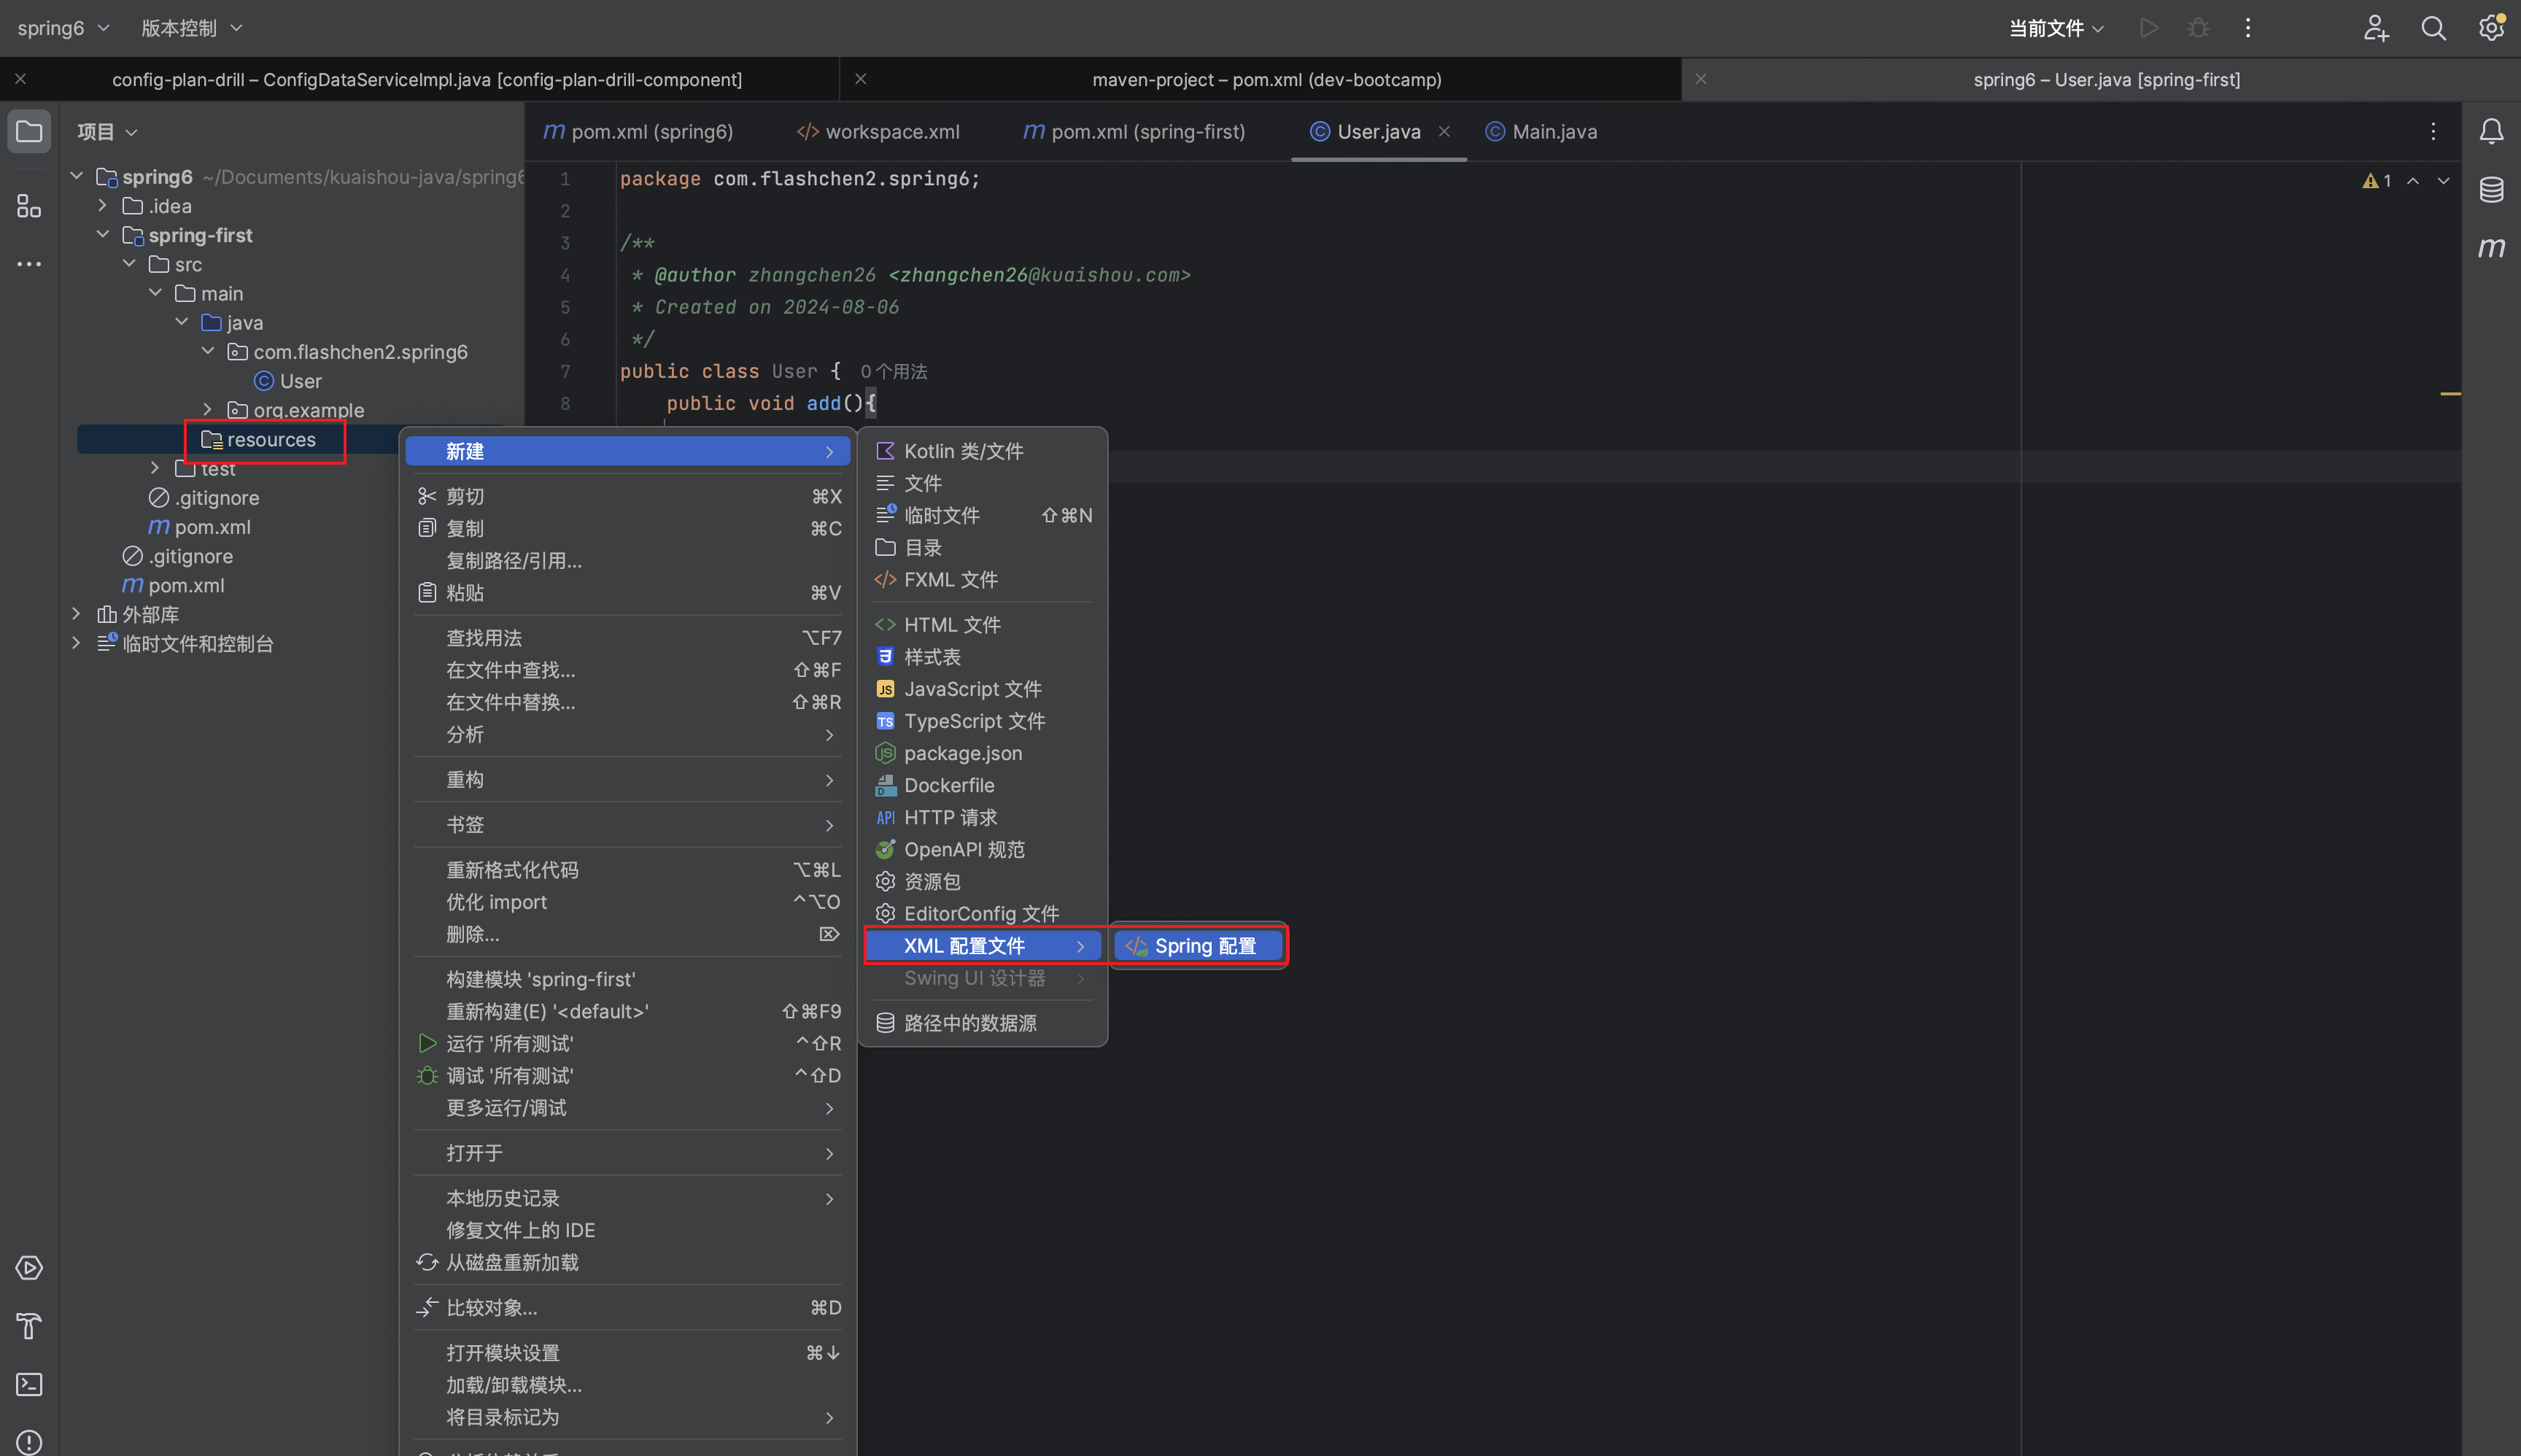 spring6
版本控制
当前文件
config-plan-drill – ConfigDataServiceImpl.java [config-plan-drill-component]
maven-project – pom.xml (dev-bootcamp)
spring6 – User.java [spring-first]
项目
m pom.xml (spring6)
</> workspace.xml
m pom.xml (spring-first)
User.java
Main.java
spring6 ~/Documents/kuaishou-java/spring6
.idea
spring-first
src
main
java
com.flashchen2.spring6
User
org.example
resources
test
.gitignore
m pom.xml
.gitignore
m pom.xml
外部库
临时文件和控制台
1 package com.flashchen2.spring6;
2
3 /**
4 * @author zhangchen26 <zhangchen26@kuaishou.com>
5 * Created on 2024-08-06
6 */
7 public class User { 0个用法
8 public void add(){
1
m
新建
剪切 ⌘X
复制 ⌘C
复制路径/引用...
粘贴 ⌘V
查找用法 ⌥F7
在文件中查找... ⇧⌘F
在文件中替换... ⇧⌘R
分析
重构
书签
重新格式化代码 ⌥⌘L
优化 import ^⌥O
删除... ⌦
构建模块 'spring-first'
重新构建(E) '<default>' ⇧⌘F9
运行 '所有测试' ^⇧R
调试 '所有测试' ^⇧D
更多运行/调试
打开于
本地历史记录
修复文件上的 IDE
从磁盘重新加载
比较对象... ⌘D
打开模块设置 ⌘↓
加载/卸载模块...
将目录标记为
Kotlin 类/文件
文件
临时文件 ⇧⌘N
目录
</> FXML 文件
<> HTML 文件
样式表
JS JavaScript 文件
TS TypeScript 文件
package.json
Dockerfile
API HTTP 请求
OpenAPI 规范
资源包
EditorConfig 文件
XML 配置文件
Swing UI 设计器
路径中的数据源
Spring 配置